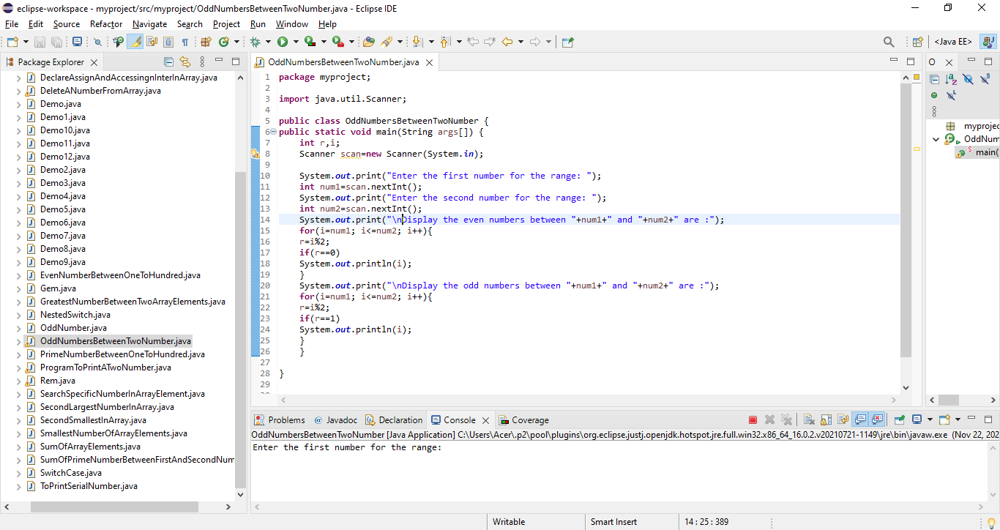 eclipse-workspace - myproject/src/myproject/OddNumbersBetweenTwoNumber.java - Eclipse IDE
File Edit Source Refactor Navigate Search Project Run Window Help
<Java EE>
Package Explorer
DeclareAssignAndAccessingnInterInArray.java
DeleteANumberFromArray.java
Demo.java
Demo1.java
Demo10.java
Demo11.java
Demo12.java
Demo2.java
Demo3.java
Demo4.java
Demo5.java
Demo6.java
Demo7.java
Demo8.java
Demo9.java
EvenNumberBetweenOneToHundred.java
Gem.java
GreatestNumberBetweenTwoArrayElements.java
NestedSwitch.java
OddNumber.java
OddNumbersBetweenTwoNumber.java
PrimeNumberBetweenOneToHundred.java
ProgramToPrintATwoNumber.java
Rem.java
SearchSpecificNumberInArrayElement.java
SecondLargestNumberInArray.java
SecondSmallestInArray.java
SmallestNumberOfArrayElements.java
SumOfArrayElements.java
SumOfPrimeNumberBetweenFirstAndSecondNum
SwitchCase.java
ToPrintSerialNumber.java
OddNumbersBetweenTwoNumber.java
1 package myproject;
2
3 import java.util.Scanner;
4
5 public class OddNumbersBetweenTwoNumber {
6 public static void main(String args[]) {
7 int r,i;
8 Scanner scan=new Scanner(System.in);
9
10 System.out.print("Enter the first number for the range: ");
11 int num1=scan.nextInt();
12 System.out.print("Enter the second number for the range: ");
13 int num2=scan.nextInt();
14 System.out.print("\nDisplay the even numbers between "+num1+" and "+num2+" are :");
15 for(i=num1; i<=num2; i++){
16 r=i%2;
17 if(r==0)
18 System.out.println(i);
19 }
20 System.out.print("\nDisplay the odd numbers between "+num1+" and "+num2+" are :");
21 for(i=num1; i<=num2; i++){
22 r=i%2;
23 if(r==1)
24 System.out.println(i);
25 }
26 }
27
28 }
29
O
myprojec
OddNum
main(
Problems Javadoc Declaration Console Coverage
OddNumbersBetweenTwoNumber [Java Application] C:\Users\Acer\.p2\pool\plugins\org.eclipse.justj.openjdk.hotspot.jre.full.win32.x86_64_16.0.2.v20210721-1149\jre\bin\javaw.exe (Nov 22, 202
Enter the first number for the range:
Writable Smart Insert 14 : 25 : 389